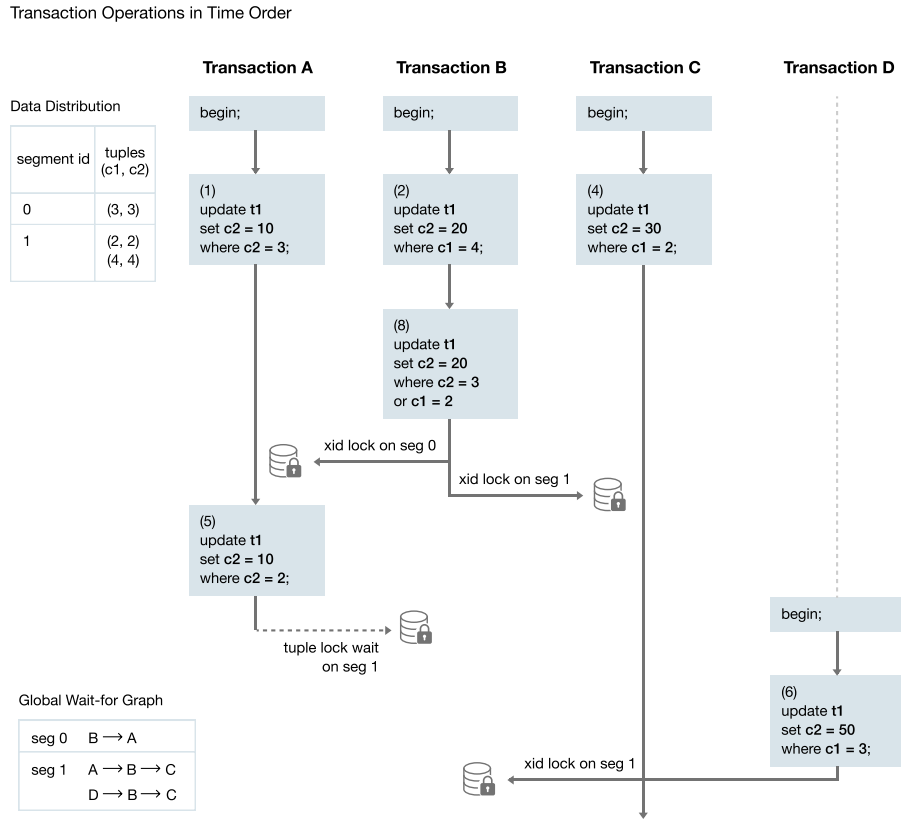 Transaction Operations in Time Order
Transaction A
Transaction B
Transaction C
Transaction D
Data Distribution
segment id
tuples
(c1, c2)
0
(3, 3)
1
(2, 2)
(4, 4)
begin;
(1)
update t1
set c2 = 10
where c2 = 3;
begin;
(2)
update t1
set c2 = 20
where c1 = 4;
begin;
(4)
update t1
set c2 = 30
where c1 = 2;
(8)
update t1
set c2 = 20
where c2 = 3
or c1 = 2
xid lock on seg 0
xid lock on seg 1
(5)
update t1
set c2 = 10
where c2 = 2;
tuple lock wait
on seg 1
begin;
(6)
update t1
set c2 = 50
where c1 = 3;
xid lock on seg 1
Global Wait-for Graph
seg 0 B → A
seg 1 A → B → C
D → B → C